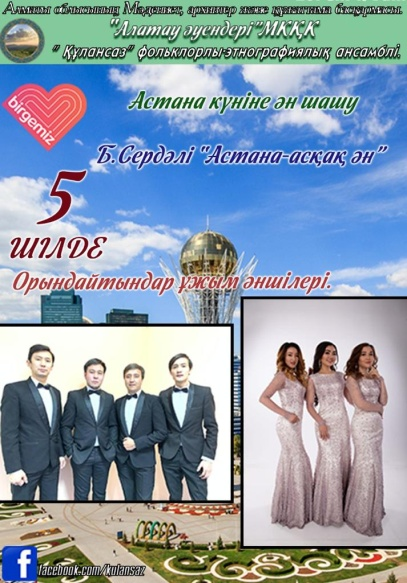 Алматы облысының Мәдениет, архивтер және құжаттама басқармасы.
"Алатау әуендері" МКҚК
" Құлансаз" фольклорлы-этнографиялық ансамблі.
birgemiz
Астана күніне ән шашу
Б.Сердәлі "Астана-асқақ ән"
5
ШІЛДЕ
Орындайтындар ұжым әншілері.
facebook.com/kulansaz